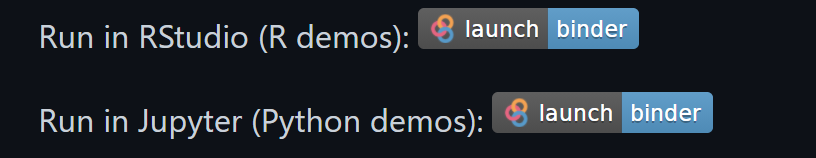 Run in RStudio (R demos): launch binder
Run in Jupyter (Python demos): launch binder